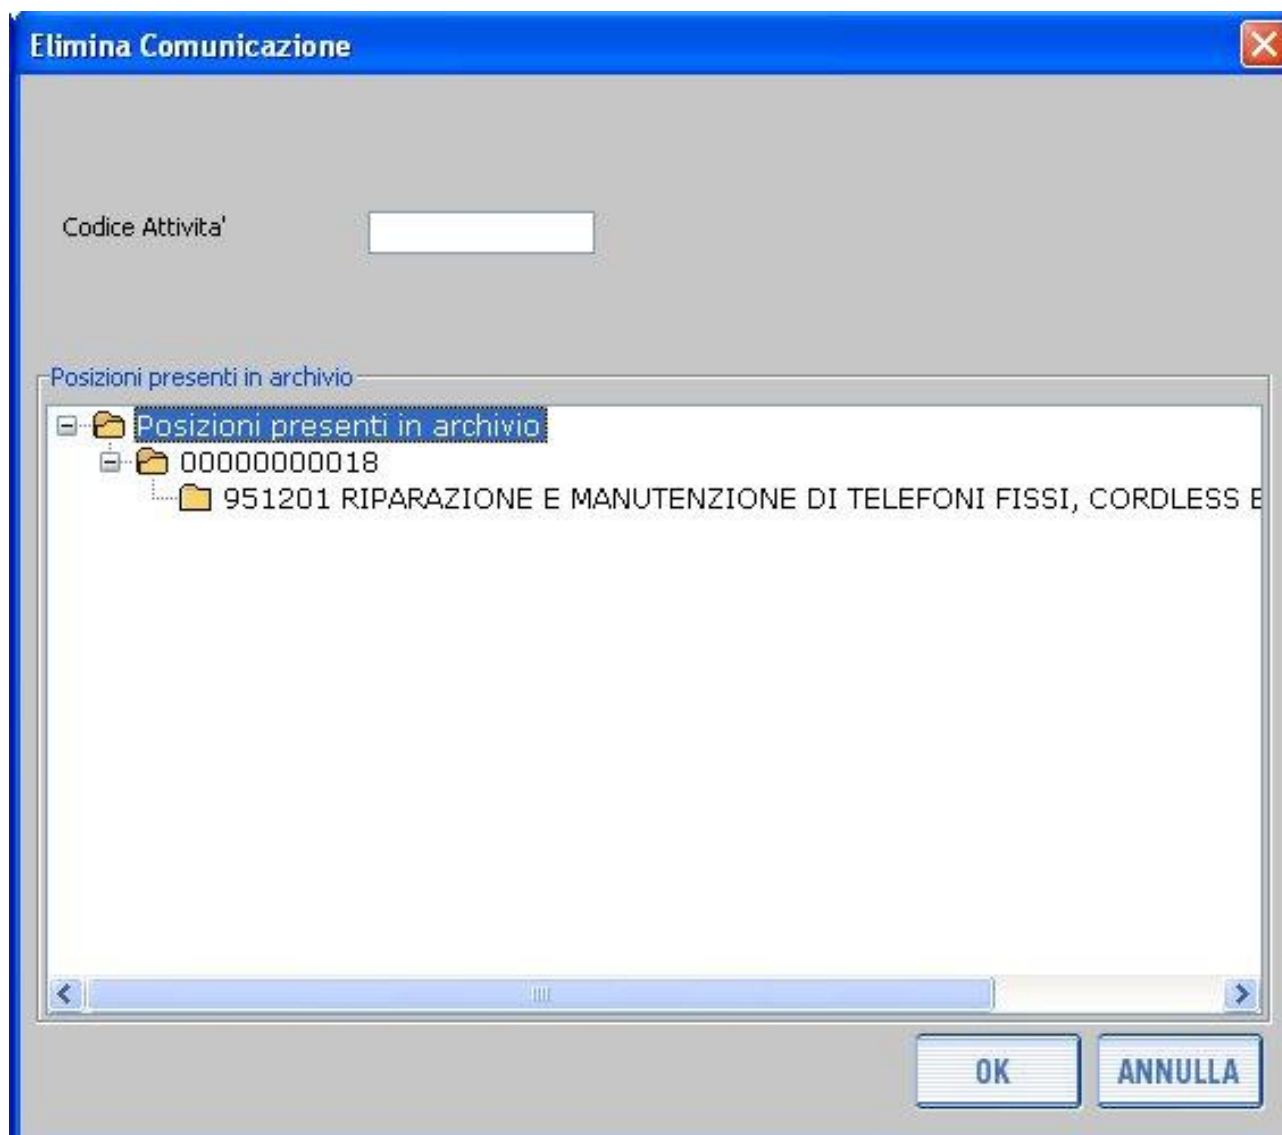 Elimina Comunicazione
Codice Attivita'
Posizioni presenti in archivio
Posizioni presenti in archivio
00000000018
951201 RIPARAZIONE E MANUTENZIONE DI TELEFONI FISSI, CORDLESS E
OK
ANNULLA